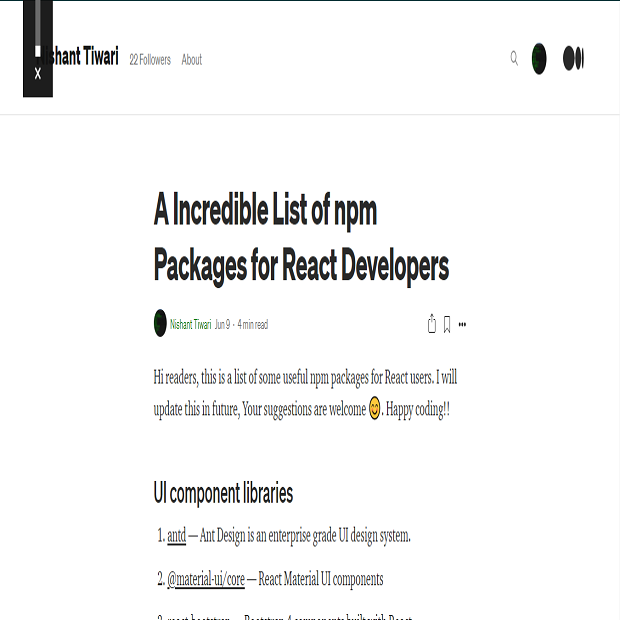 X
Nishant Tiwari 22 Followers About
A Incredible List of npm
Packages for React Developers
Nishant Tiwari Jun 9 · 4 min read
Hi readers, this is a list of some useful npm packages for React users. I will
update this in future, Your suggestions are welcome 😊. Happy coding!!
UI component libraries
1. antd — Ant Design is an enterprise grade UI design system.
2. @material-ui/core — React Material UI components